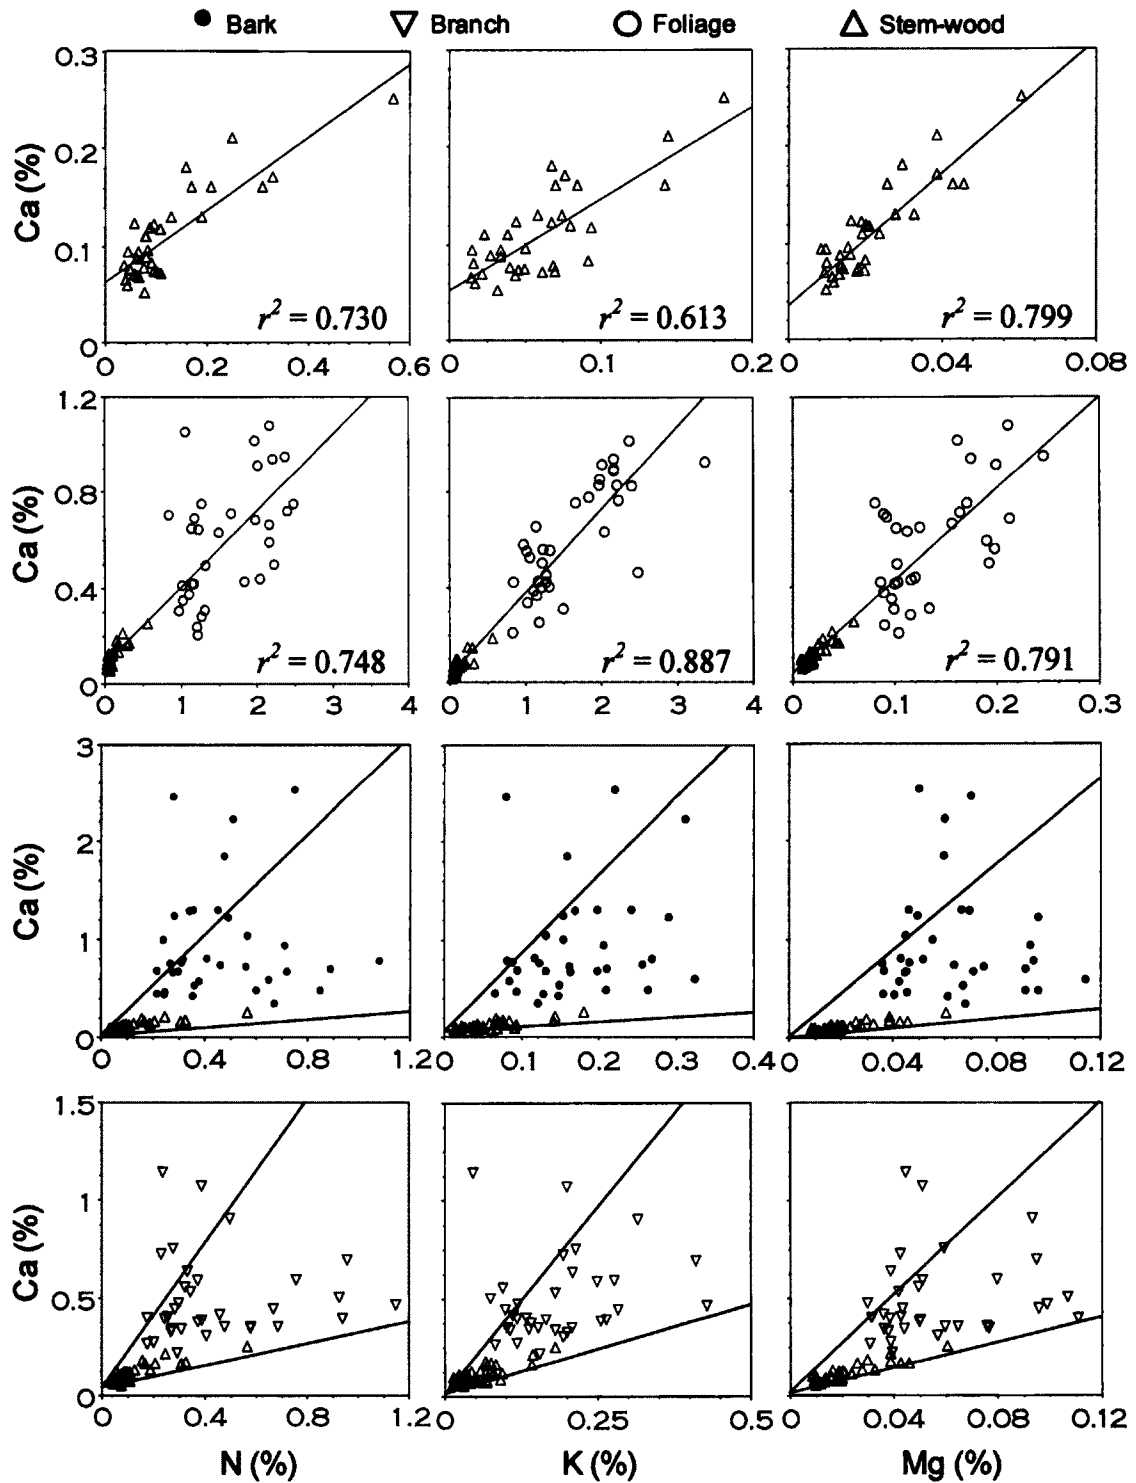 Bark Branch Foliage Stem-wood
0.3
0.2
0.1
0
Ca (%)
r² = 0.730
r² = 0.613
r² = 0.799
0 0.2 0.4 0.6 0 0.1 0.2 0 0.04 0.08
1.2
0.8
0.4
0
Ca (%)
r² = 0.748
r² = 0.887
r² = 0.791
0 1 2 3 4 0 1 2 3 4 0 0.1 0.2 0.3
3
2
1
0
Ca (%)
0 0.4 0.8 1.2 0 0.1 0.2 0.3 0.4 0 0.04 0.08 0.12
1.5
1
0.5
0
Ca (%)
0 0.4 0.8 1.2 0 0.25 0.5 0 0.04 0.08 0.12
N (%) K (%) Mg (%)